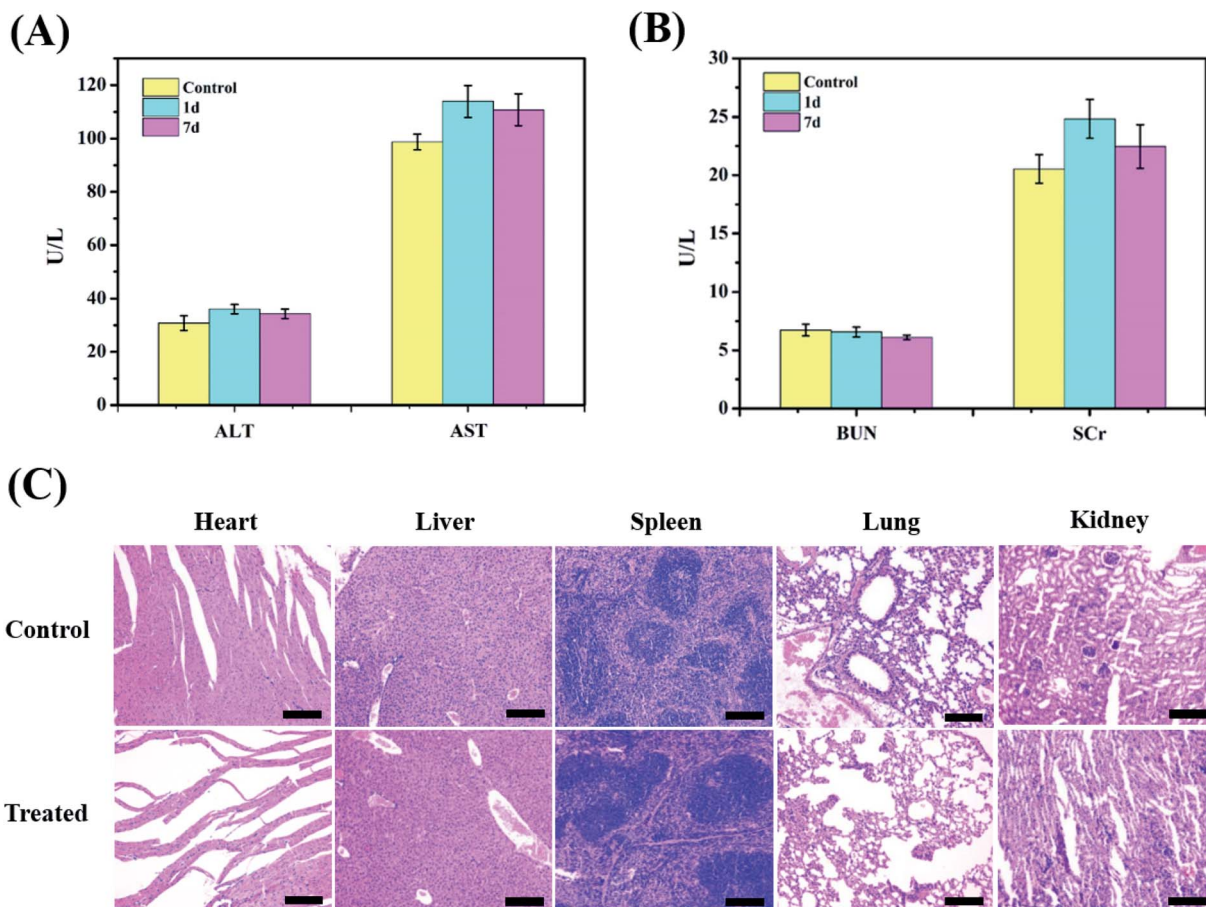 (A)
120
100
80
60
40
20
0
U/L
Control
1d
7d
ALT
AST
(B)
30
25
20
15
10
5
0
U/L
Control
1d
7d
BUN
SCr
(C)
Heart
Liver
Spleen
Lung
Kidney
Control
Treated